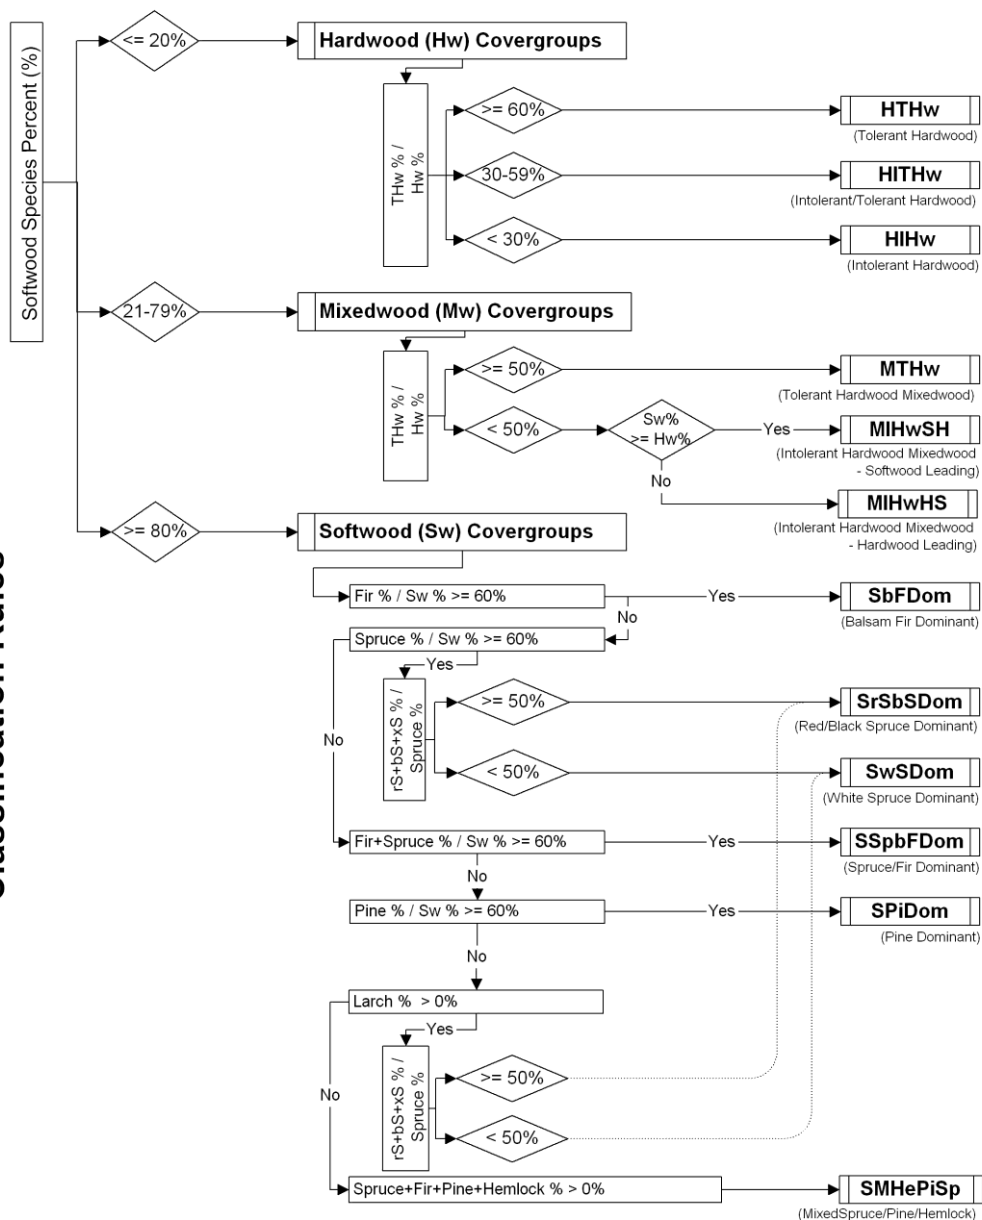 Softwood Species Percent (%)
<= 20%
Hardwood (Hw) Covergroups
THw % /
Hw %
>= 60%
HTHw
(Tolerant Hardwood)
30-59%
HITHw
(Intolerant/Tolerant Hardwood)
< 30%
HIHw
(Intolerant Hardwood)
21-79%
Mixedwood (Mw) Covergroups
THw % /
Hw %
>= 50%
MTHw
(Tolerant Hardwood Mixedwood)
< 50%
Sw%
>= Hw%
Yes
MIHwSH
(Intolerant Hardwood Mixedwood
- Softwood Leading)
No
MIHwHS
(Intolerant Hardwood Mixedwood
- Hardwood Leading)
>= 80%
Softwood (Sw) Covergroups
Fir % / Sw % >= 60%
Yes
SbFDom
(Balsam Fir Dominant)
No
Spruce % / Sw % >= 60%
Yes
rS+bS+xS % /
Spruce %
>= 50%
SrSbSDom
(Red/Black Spruce Dominant)
No
< 50%
SwSDom
(White Spruce Dominant)
Fir+Spruce % / Sw % >= 60%
Yes
SSpbFDom
(Spruce/Fir Dominant)
No
Pine % / Sw % >= 60%
Yes
SPiDom
(Pine Dominant)
No
Larch % > 0%
Yes
rS+bS+xS % /
Spruce %
>= 50%
No
< 50%
Spruce+Fir+Pine+Hemlock % > 0%
SMHePiSp
(MixedSpruce/Pine/Hemlock)